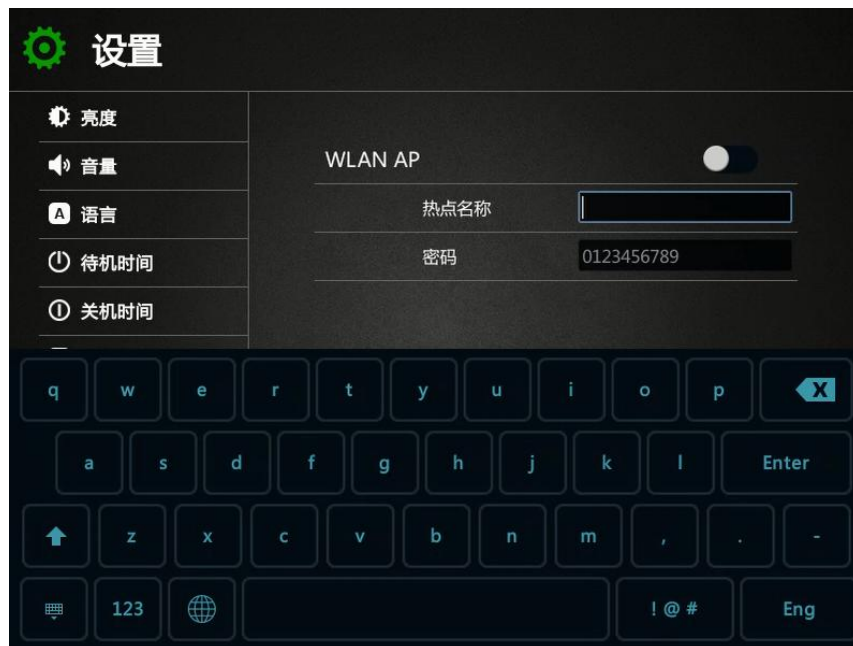 设置
亮度
音量
A 语言
待机时间
关机时间
WLAN AP
热点名称
密码 0123456789
q w e r t y u i o p X
a s d f g h j k l Enter
z x c v b n m , . -
123 ! @ # Eng